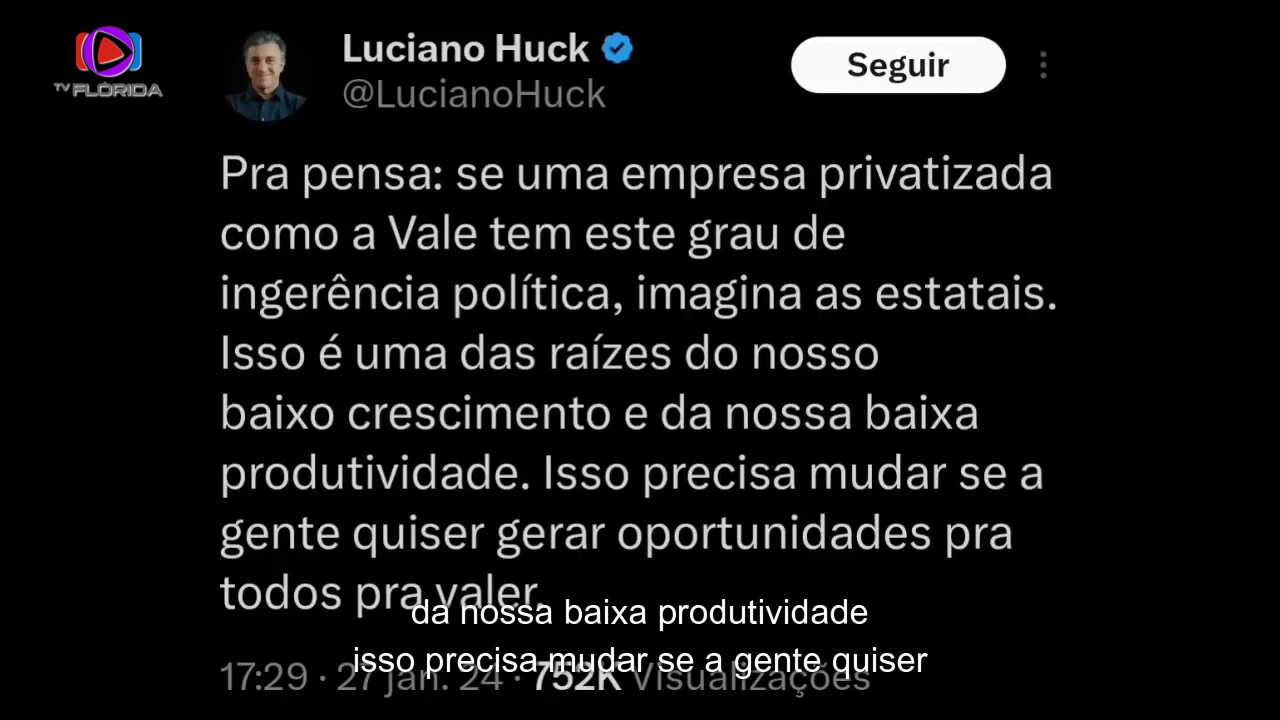 TV FLÓRIDA
Luciano Huck
@LucianoHuck
Seguir
Pra pensa: se uma empresa privatizada
como a Vale tem este grau de
ingerência política, imagina as estatais.
Isso é uma das raízes do nosso
baixo crescimento e da nossa baixa
produtividade. Isso precisa mudar se a
gente quiser gerar oportunidades pra
todos pra valer.
da nossa baixa produtividade
isso precisa mudar se a gente quiser
17:29 · 27 jan. 24 · 752K Visualizações